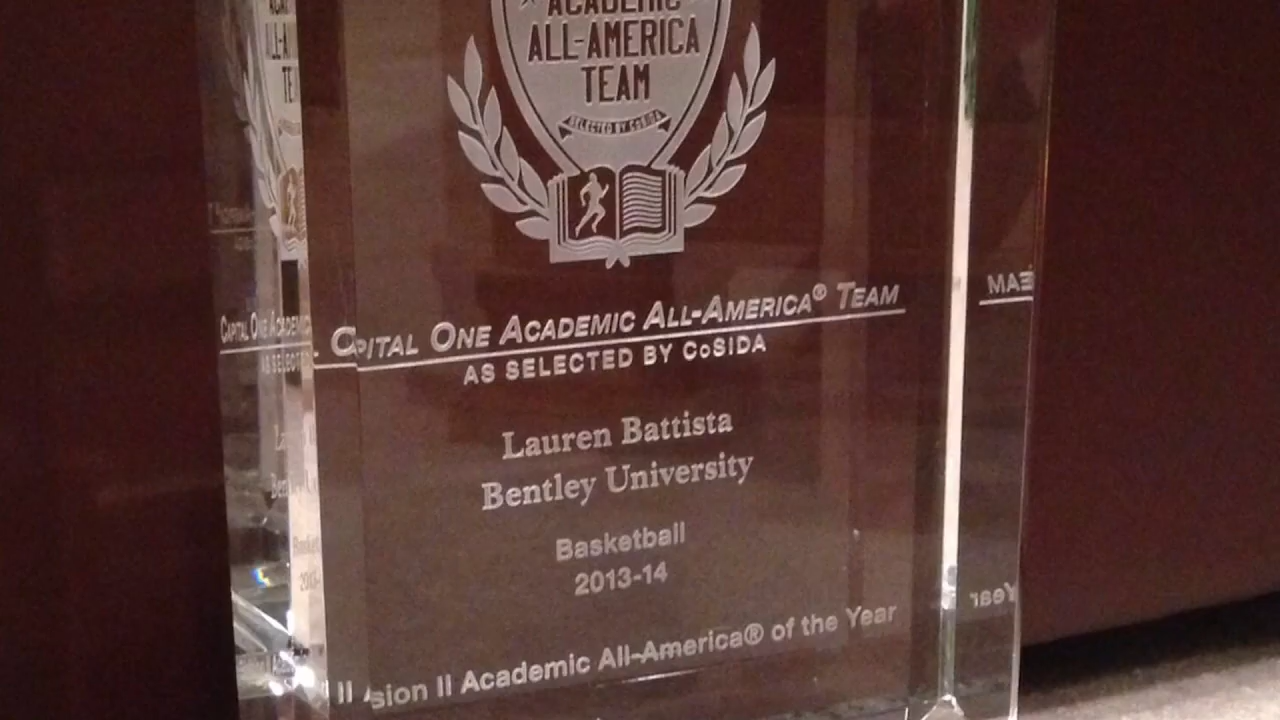 ACADEMIC
ALL-AMERICA
TEAM
SELECTED BY CoSIDA
CPITAL ONE ACADEMIC ALL-AMERICA® TEAM
AS SELECTED BY CoSIDA
Lauren Battista
Bentley University
Basketball
2013-14
sion II Academic All-America® of the Year